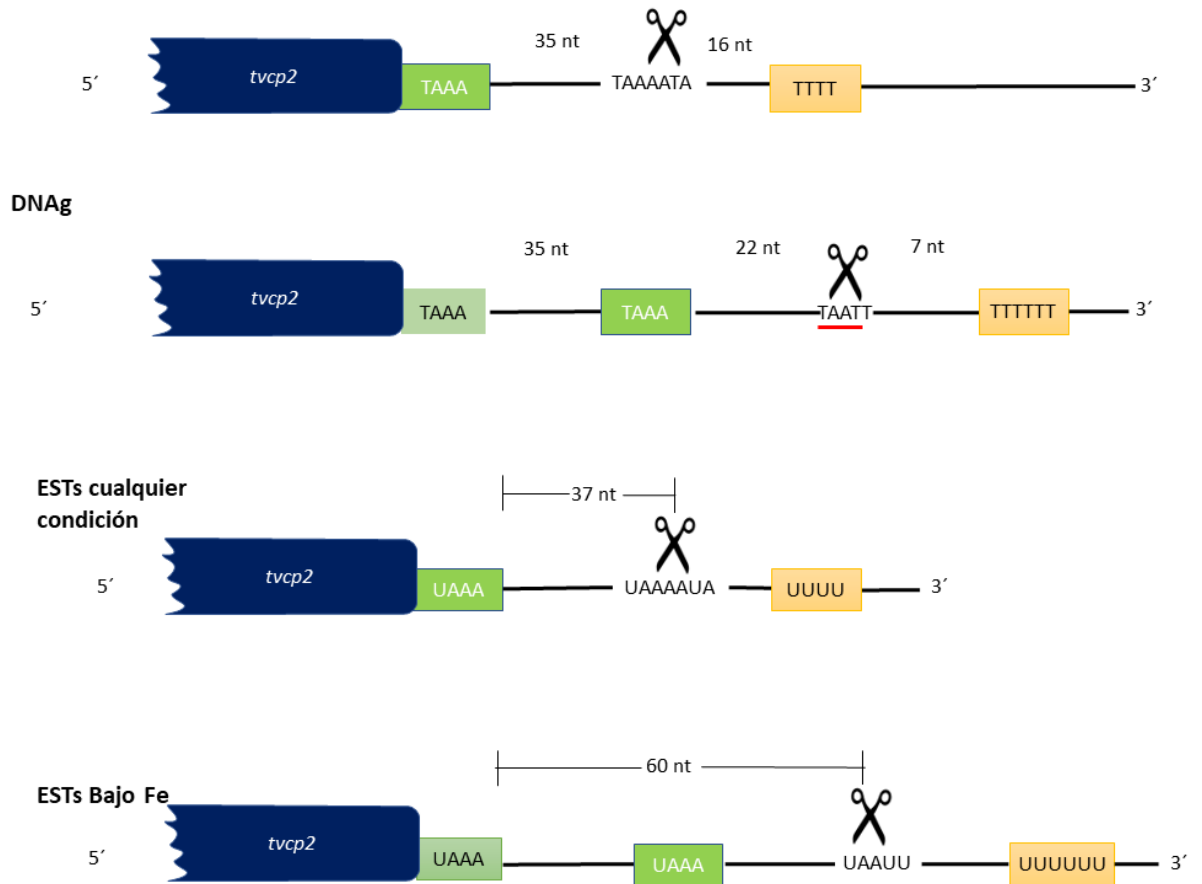 35 nt
16 nt
5´ tvcp2 TAAA TAAAATA TTTT 3´
DNAg
35 nt 22 nt 7 nt
5´ tvcp2 TAAA TAAA TAATT TTTTTT 3´
ESTs cualquier
condición
37 nt
5´ tvcp2 UAAA UAAAAUA UUUU 3´
60 nt
ESTs Bajo Fe
5´ tvcp2 UAAA UAAA UAAUU UUUUUU 3´